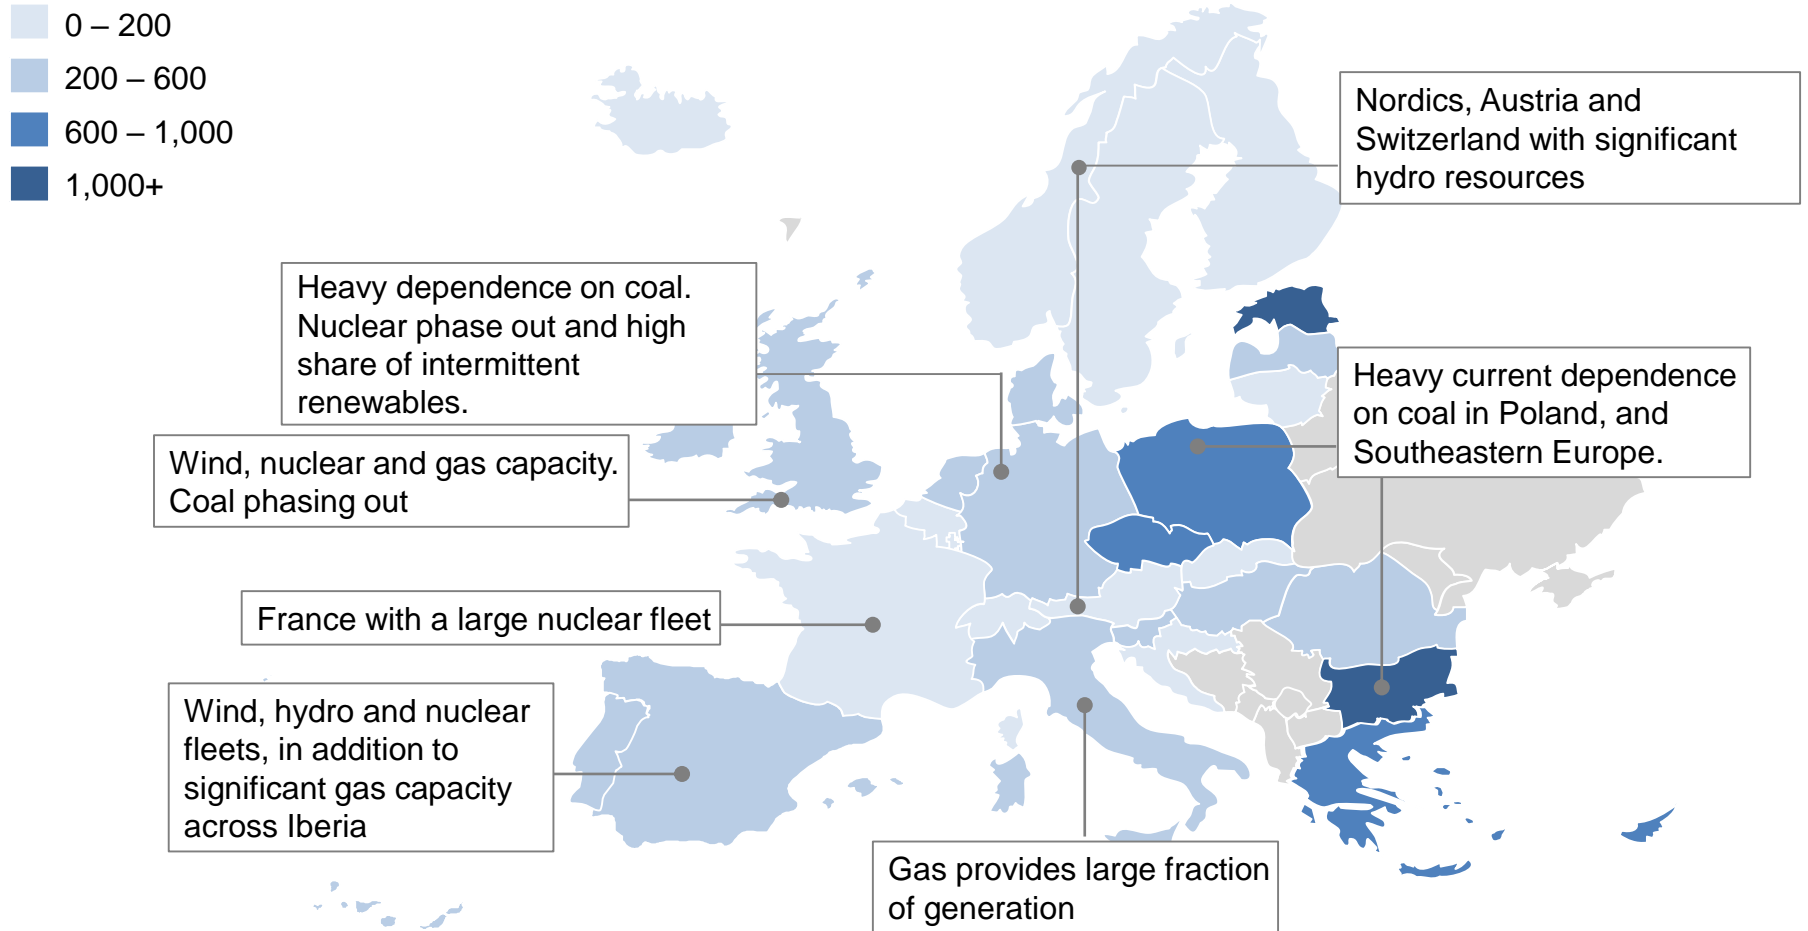 0 – 200
200 – 600
600 – 1,000
1,000+
Nordics, Austria and
Switzerland with significant
hydro resources
Heavy dependence on coal.
Nuclear phase out and high
share of intermittent
renewables.
Heavy current dependence
on coal in Poland, and
Southeastern Europe.
Wind, nuclear and gas capacity.
Coal phasing out
France with a large nuclear fleet
Wind, hydro and nuclear
fleets, in addition to
significant gas capacity
across Iberia
Gas provides large fraction
of generation